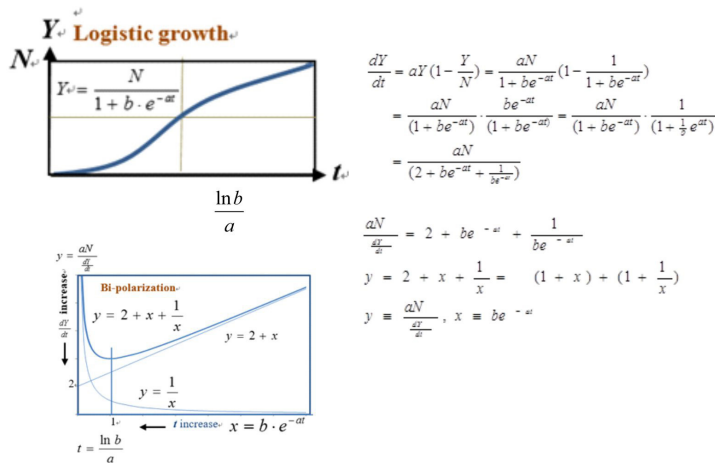 Y Logistic growth
N
Y = N / (1 + b · e^{-at})
t
ln b / a
dY/dt = aY(1 − Y/N) = aN/(1 + be^{-at}) (1 − 1/(1 + be^{-at}))
= aN/(1 + be^{-at}) · be^{-at}/(1 + be^{-at}) = aN/(1 + be^{-at}) · 1/(1 + 1/b e^{at})
= aN/(2 + be^{-at} + 1/be^{-at})
aN/(dY/dt) = 2 + be^{-at} + 1/be^{-at}
y = 2 + x + 1/x = (1 + x) + (1 + 1/x)
y ≡ aN/(dY/dt) , x ≡ be^{-at}
y = aN/(dY/dt)
dY/dt increase
Bi-polarization
y = 2 + x + 1/x
y = 2 + x
2
y = 1/x
1
t increase x = b · e^{-at}
t = ln b / a